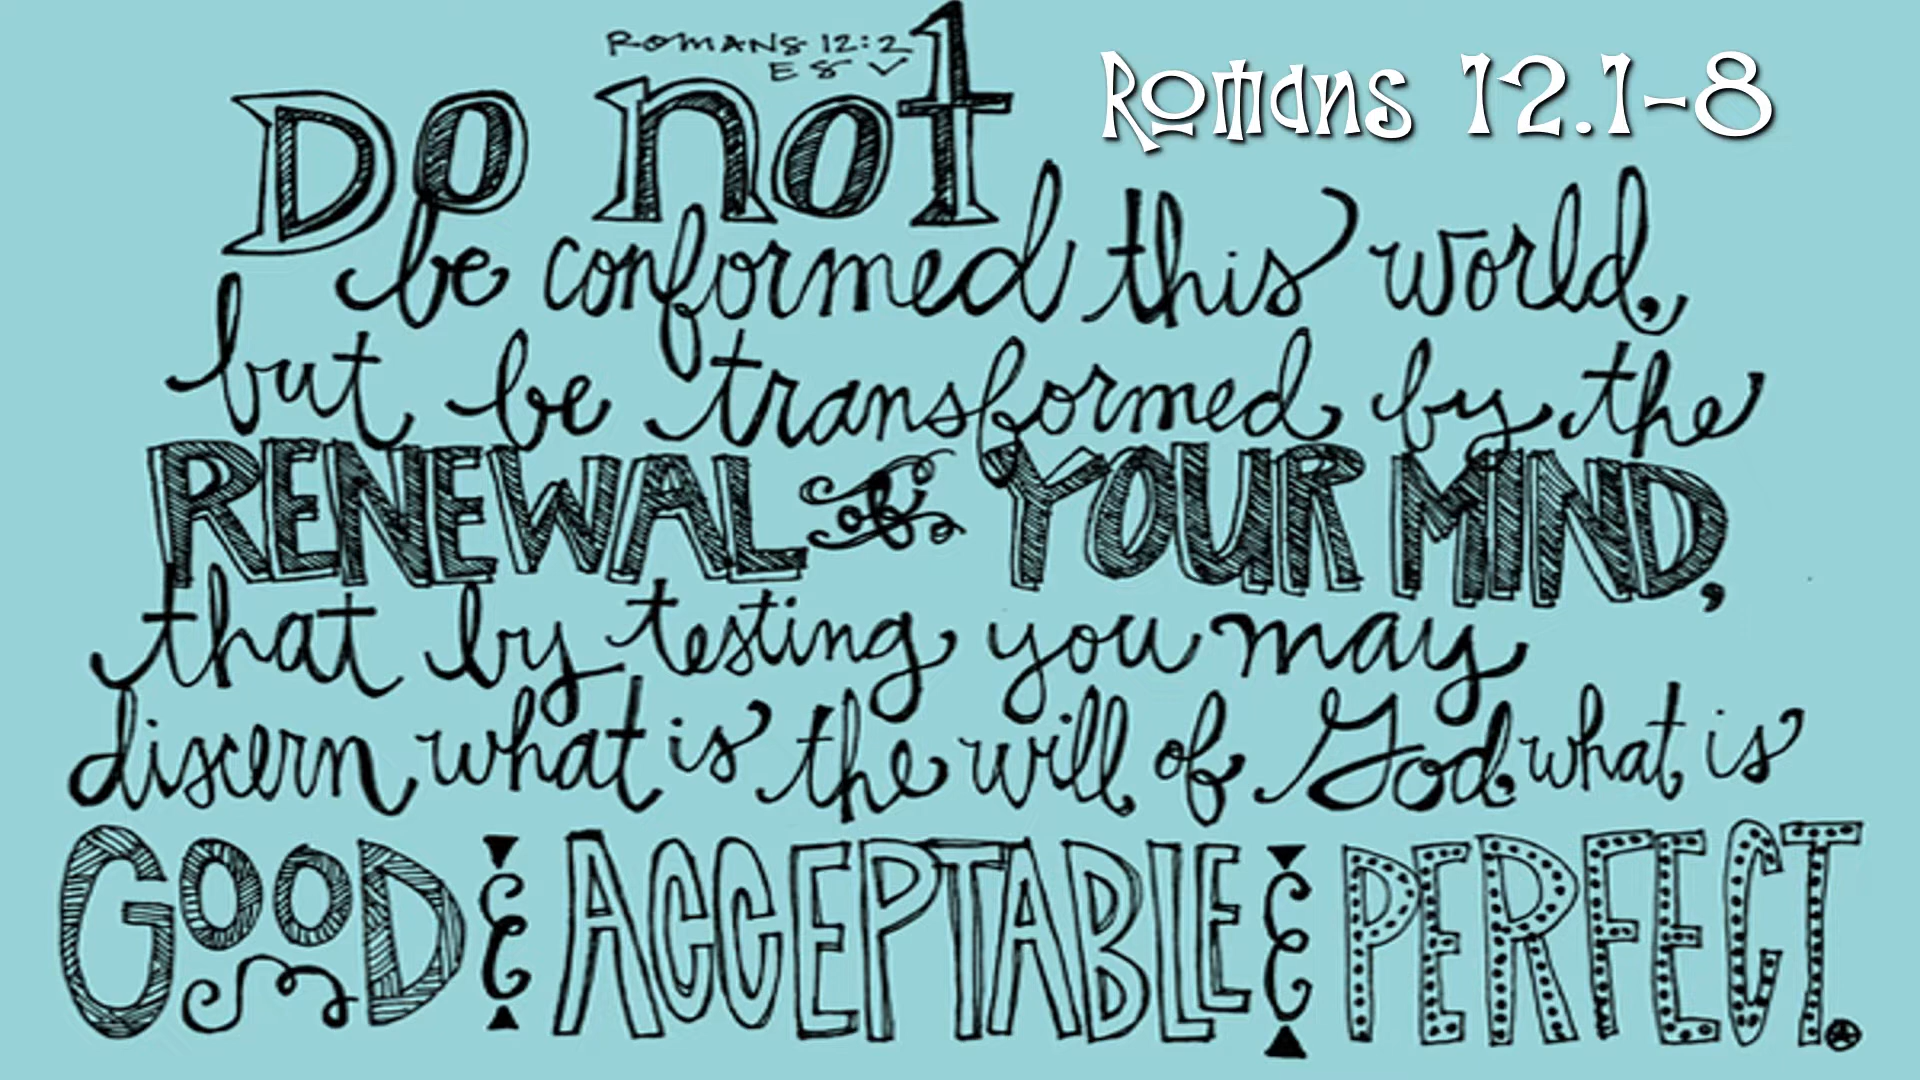 ROMANS 12:2
ESV
Romans 12.1-8
Do not
be conformed this world,
but be transformed by the
RENEWAL of YOUR MIND,
that by testing you may
discern what is the will of God, what is
GOOD & ACCEPTABLE & PERFECT.